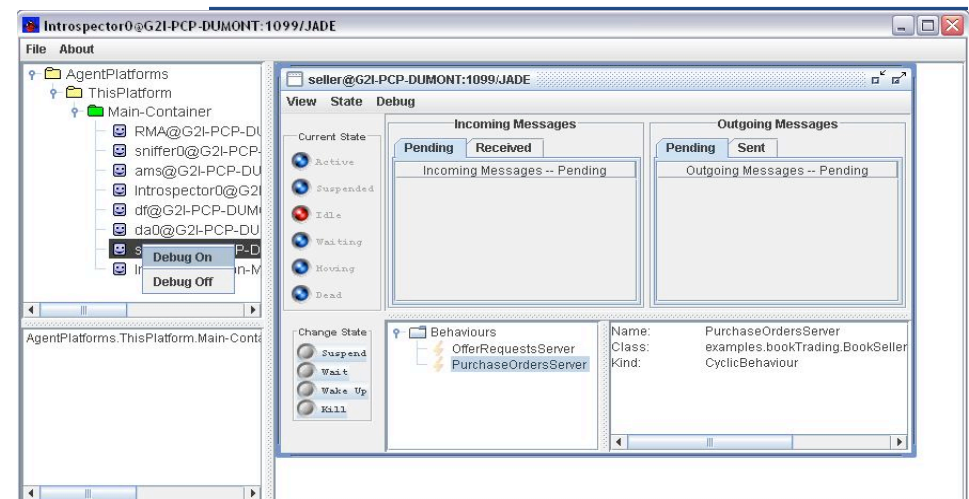 Introspector0@G2I-PCP-DUMONT:1099/JADE
File About
AgentPlatforms
ThisPlatform
Main-Container
RMA@G2I-PCP-DU
sniffer0@G2I-PCP-
ams@G2I-PCP-DU
Introspector0@G2I
df@G2I-PCP-DUM
da0@G2I-PCP-DU
s P-D
In n-M
Debug On
Debug Off
AgentPlatforms.ThisPlatform.Main-Conta
seller@G2I-PCP-DUMONT:1099/JADE
View State Debug
Current State
Active
Suspended
Idle
Waiting
Moving
Dead
Incoming Messages
Pending Received
Incoming Messages -- Pending
Outgoing Messages
Pending Sent
Outgoing Messages -- Pending
Change State
Suspend
Wait
Wake Up
Kill
Behaviours
OfferRequestsServer
PurchaseOrdersServer
Name: PurchaseOrdersServer
Class: examples.bookTrading.BookSeller
Kind: CyclicBehaviour